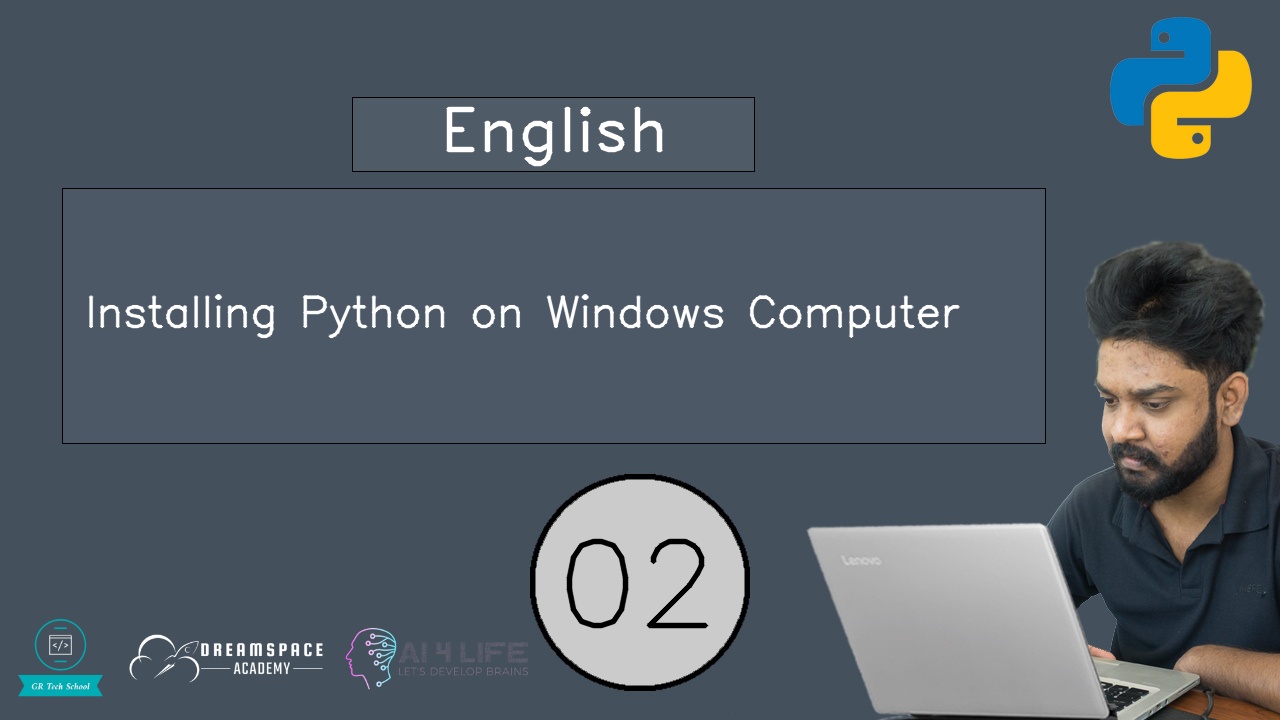 English
Installing Python on Windows Computer
02
Lenovo
GR Tech School
DREAMSPACE
ACADEMY
AI 4 LIFE
LET'S DEVELOP BRAINS